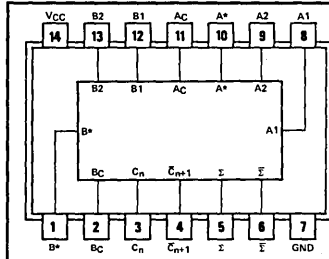 VCC B2 B1 AC A* A2 A1
14 13 12 11 10 9 8
B2 B1 AC A* A2
B* A1
BC Cn C̅n+1 Σ Σ̅
1 2 3 4 5 6 7
B* BC Cn C̅n+1 Σ Σ̅ GND